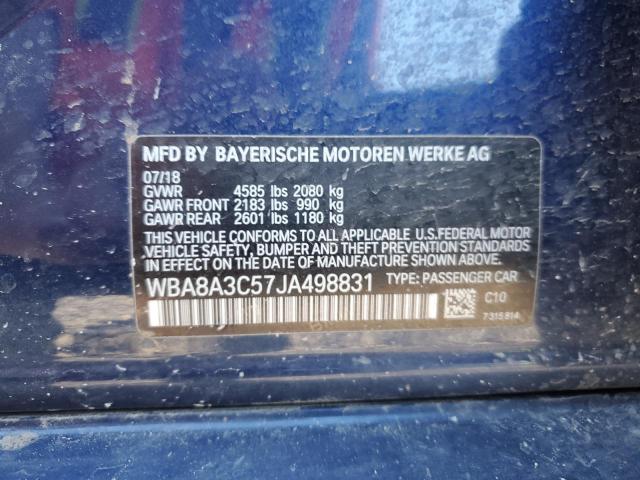 MFD BY BAYERISCHE MOTOREN WERKE AG
07/18
GVWR 4585 lbs 2080 kg
GAWR FRONT 2183 lbs 990 kg
GAWR REAR 2601 lbs 1180 kg
THIS VEHICLE CONFORMS TO ALL APPLICABLE U.S.FEDERAL MOTOR
VEHICLE SAFETY, BUMPER AND THEFT PREVENTION STANDARDS
IN EFFECT ON THE DATE OF MANUFACTURE SHOWN ABOVE.
WBA8A3C57JA498831 TYPE: PASSENGER CAR
C10
7315814